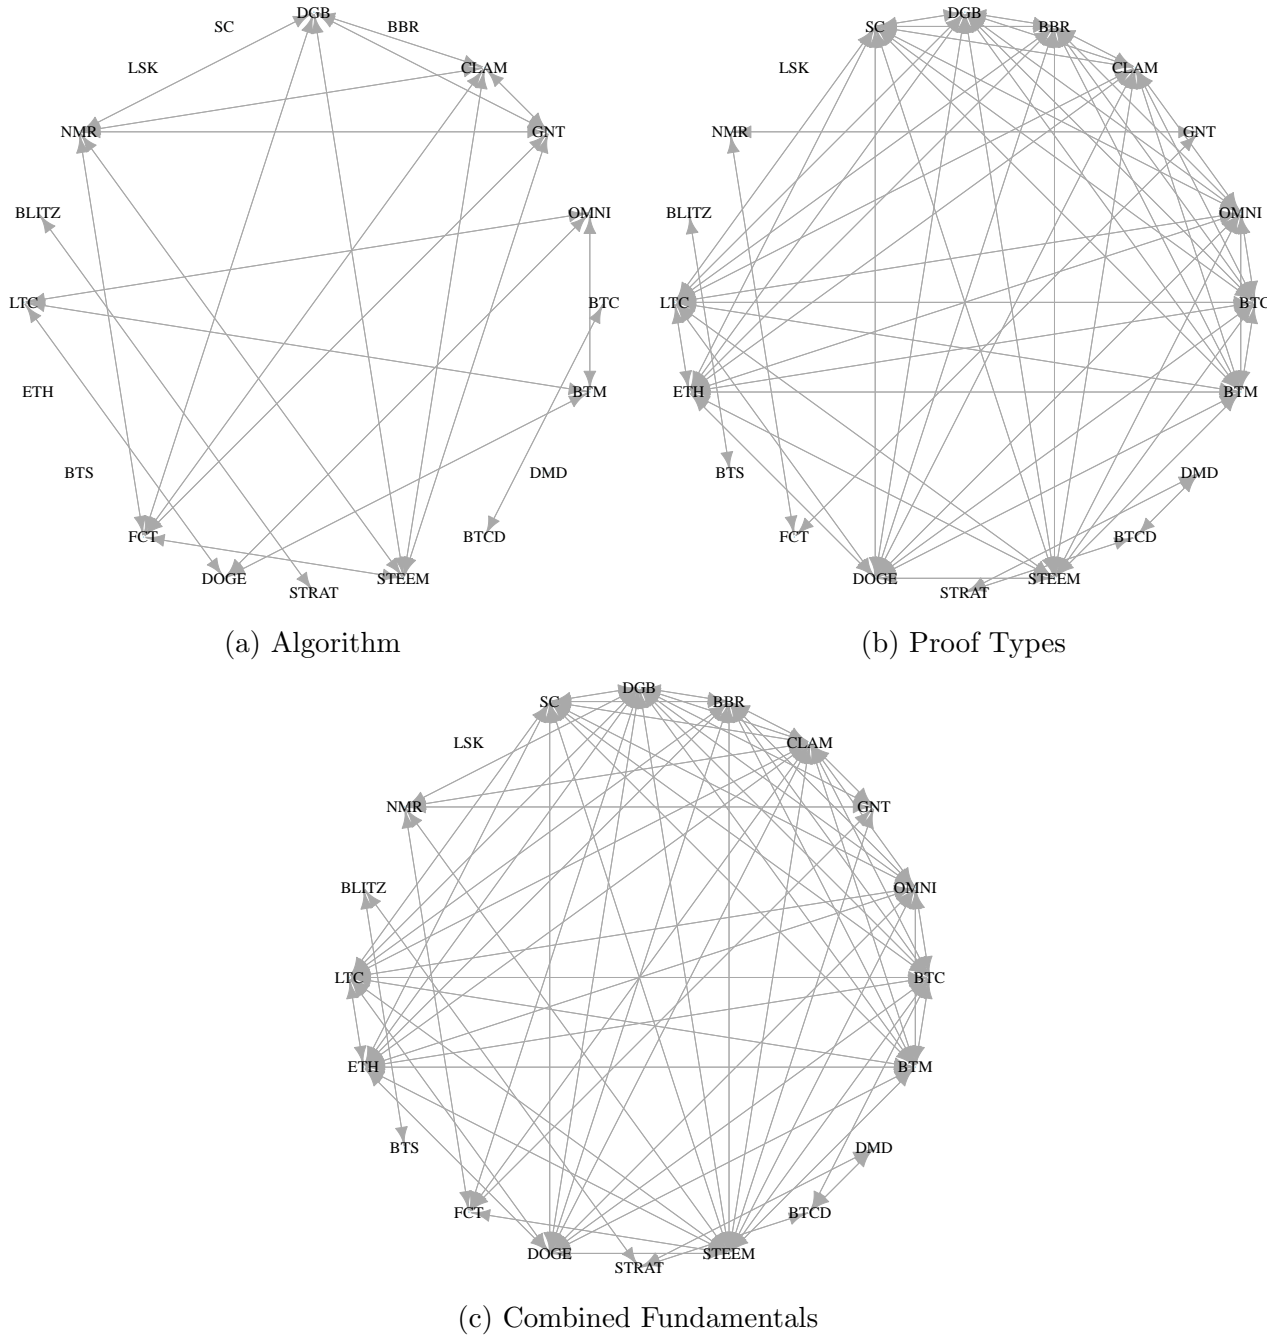 DGB
SC
BBR
LSK
CLAM
NMR
GNT
BLITZ
OMNI
LTC
BTC
ETH
BTM
BTS
DMD
FCT
BTCD
DOGE
STEEM
STRAT
(a) Algorithm
DGB
SC
BBR
LSK
CLAM
NMR
GNT
BLITZ
OMNI
LTC
BTC
ETH
BTM
BTS
DMD
FCT
BTCD
DOGE
STEEM
STRAT
(b) Proof Types
DGB
SC
BBR
LSK
CLAM
NMR
GNT
BLITZ
OMNI
LTC
BTC
ETH
BTM
BTS
DMD
FCT
BTCD
DOGE
STEEM
STRAT
(c) Combined Fundamentals